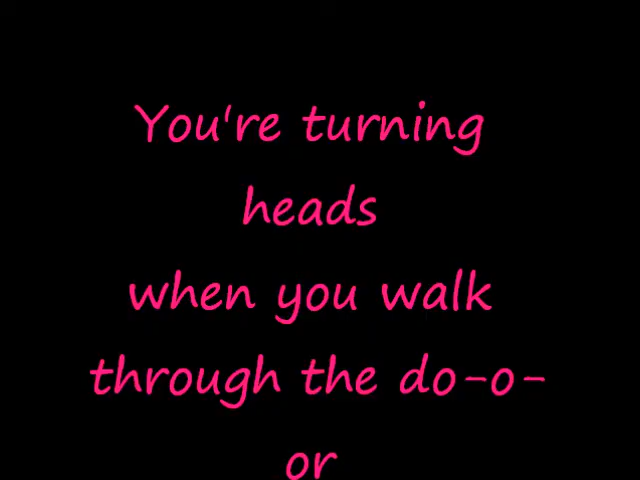 You're turning
heads
when you walk
through the do-o-
or